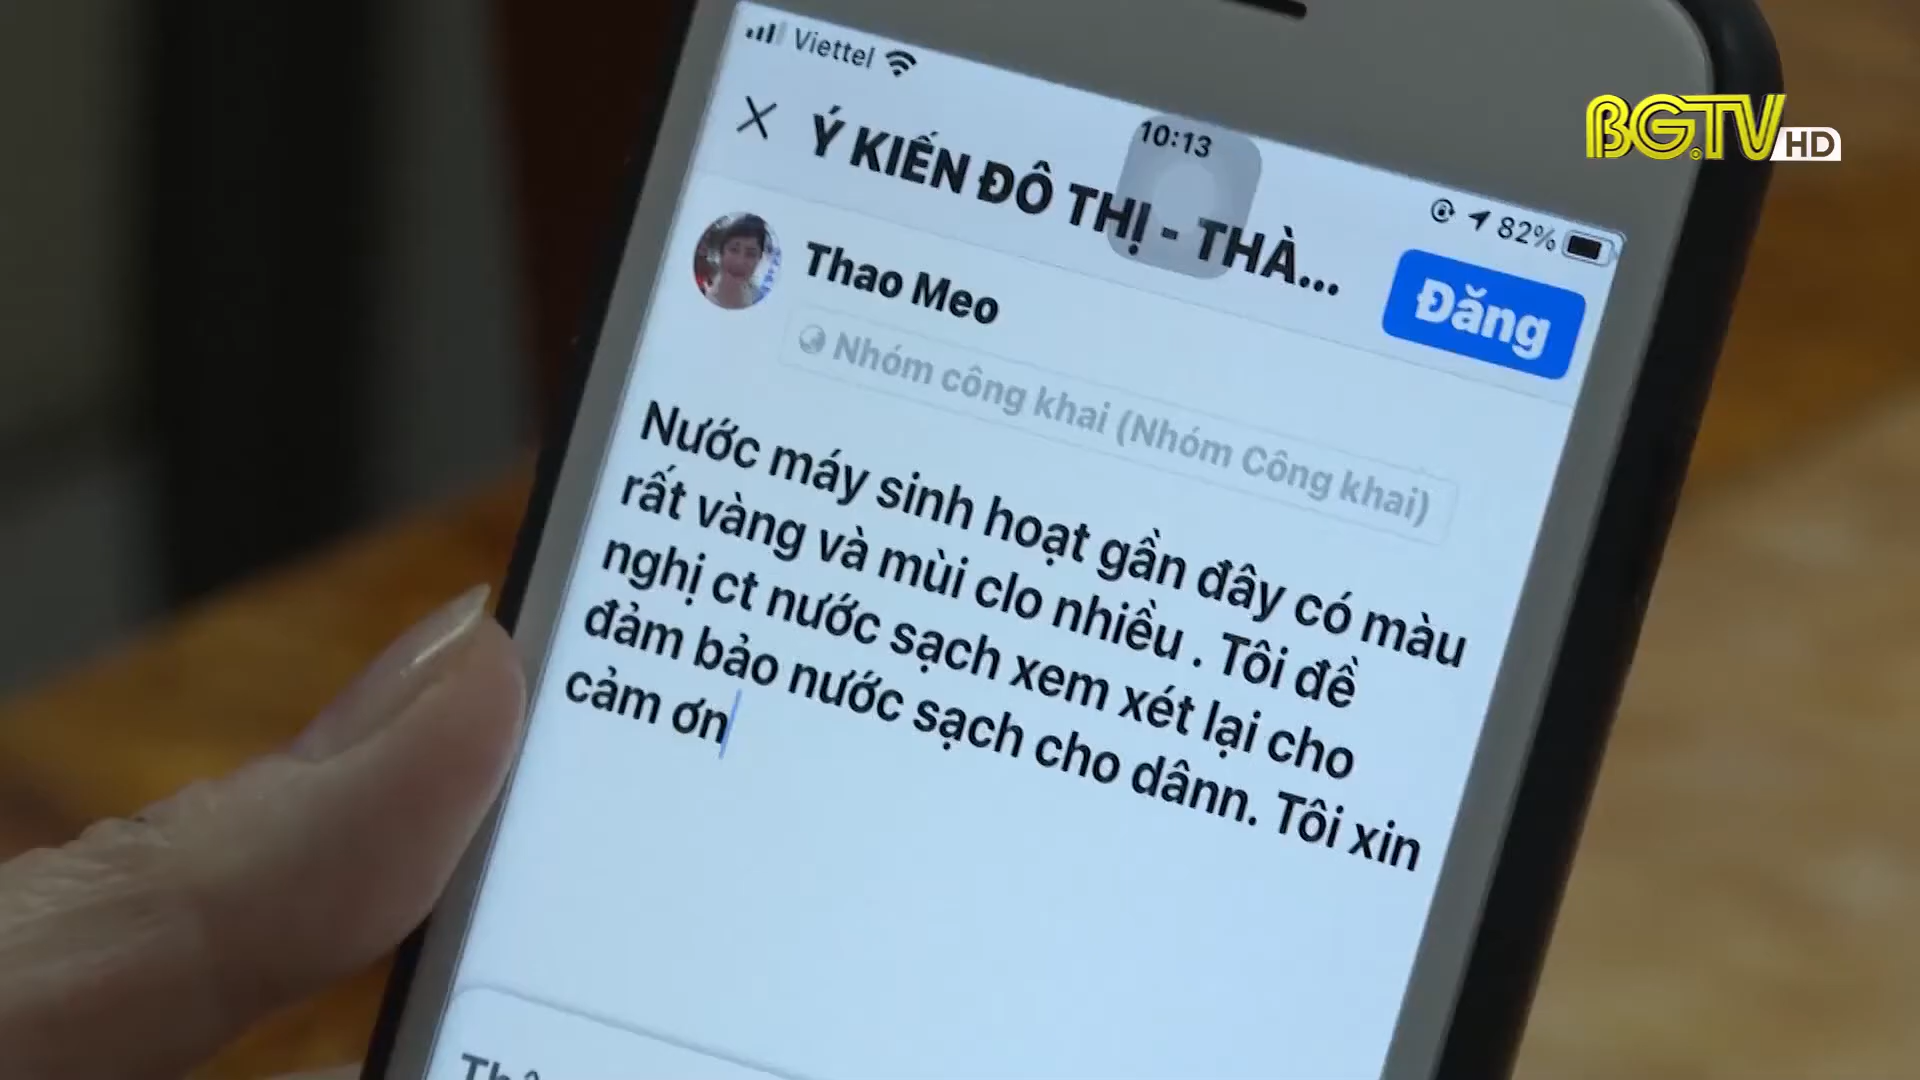 Viettel
10:13
82%
BG.TV HD
Ý KIẾN ĐÔ THỊ - THÀ...
Đăng
Thao Meo
Nhóm công khai (Nhóm Công khai)
Nước máy sinh hoạt gần đây có màu
rất vàng và mùi clo nhiều . Tôi đề
nghị ct nước sạch xem xét lại cho
đảm bảo nước sạch cho dânn. Tôi xin
cảm ơn